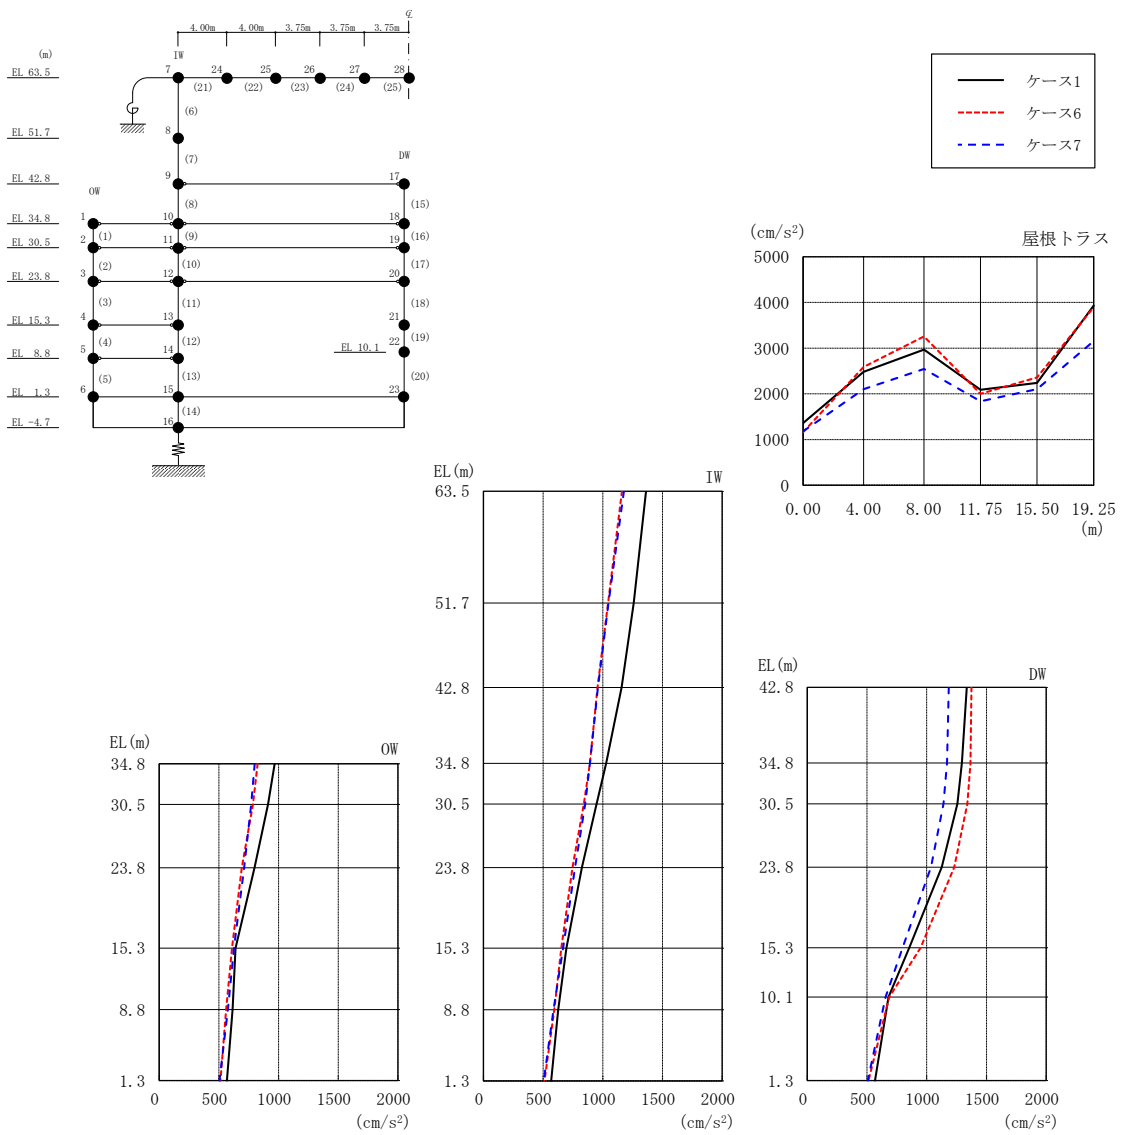 ℄
4.00m 4.00m 3.75m 3.75m 3.75m
(m) IW
EL 63.5 7 24 25 26 27 28
(21) (22) (23) (24) (25)
(6)
EL 51.7 8
(7) DW
EL 42.8 9 17
OW
(8) (15)
EL 34.8 1 10 18
(1) (9) (16)
EL 30.5 2 11 19
(2) (10) (17)
EL 23.8 3 12 20
(3) (11) (18)
EL 15.3 4 13 21
(4) (12) (19)
EL 10.1 22
EL 8.8 5 14
(5) (13) (20)
EL 1.3 6 15 23
(14)
EL -4.7 16
ケース1
ケース6
ケース7
(cm/s²) 屋根トラス
5000
4000
3000
2000
1000
0
0.00 4.00 8.00 11.75 15.50 19.25
(m)
EL(m) IW
63.5
51.7
42.8
34.8
30.5
23.8
15.3
8.8
1.3
0 500 1000 1500 2000
(cm/s²)
EL(m) OW
34.8
30.5
23.8
15.3
8.8
1.3
0 500 1000 1500 2000
(cm/s²)
EL(m) DW
42.8
34.8
30.5
23.8
15.3
10.1
1.3
0 500 1000 1500 2000
(cm/s²)